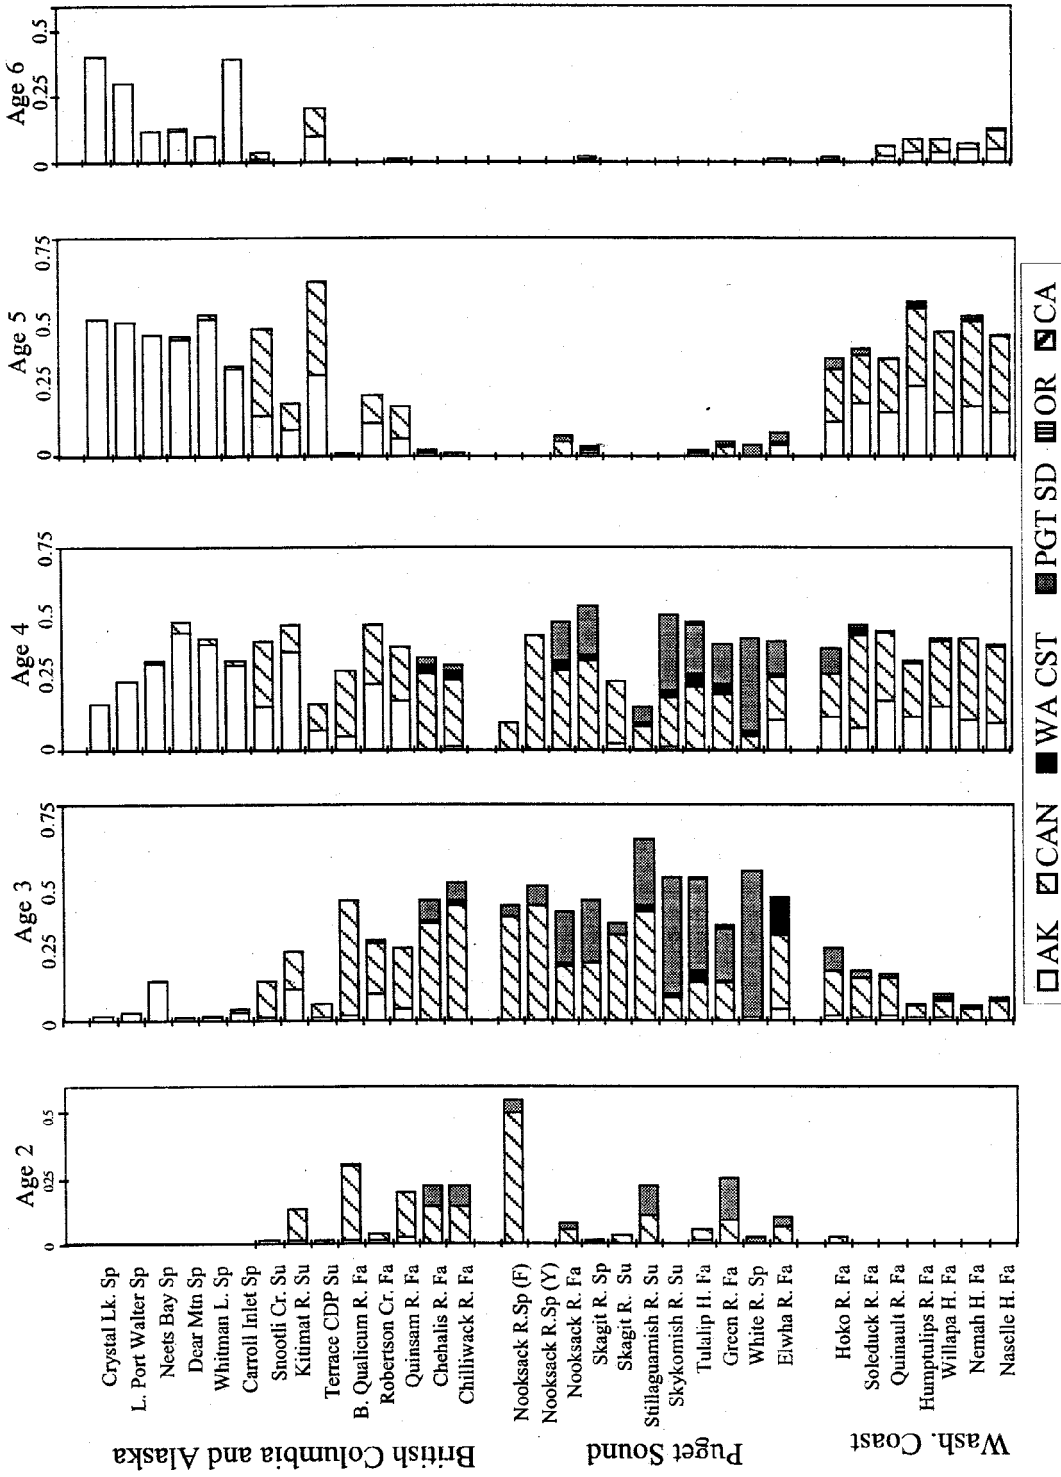 Age 6
0
0.25
0.5
Age 5
0
0.25
0.5
0.75
Age 4
0
0.25
0.5
0.75
Age 3
0
0.25
0.5
0.75
Age 2
0
0.25
0.5
British Columbia and Alaska
Crystal Lk. Sp
L. Port Walter Sp
Neets Bay Sp
Dear Mtn Sp
Whitman L. Sp
Carroll Inlet Sp
Snootli Cr. Su
Kitimat R. Su
Terrace CDP Su
B. Qualicum R. Fa
Robertson Cr. Fa
Quinsam R. Fa
Chehalis R. Fa
Chilliwack R. Fa
Puget Sound
Nooksack R.Sp (F)
Nooksack R.Sp (Y)
Nooksack R. Fa
Skagit R. Sp
Skagit R. Su
Stillaguamish R. Su
Skykomish R. Su
Tulalip H. Fa
Green R. Fa
White R. Sp
Elwha R. Fa
Wash. Coast
Hoko R. Fa
Soleduck R. Fa
Quinault R. Fa
Humptulips R. Fa
Willapa H. Fa
Nemah H. Fa
Naselle H. Fa
AK CAN WA CST PGT SD OR CA